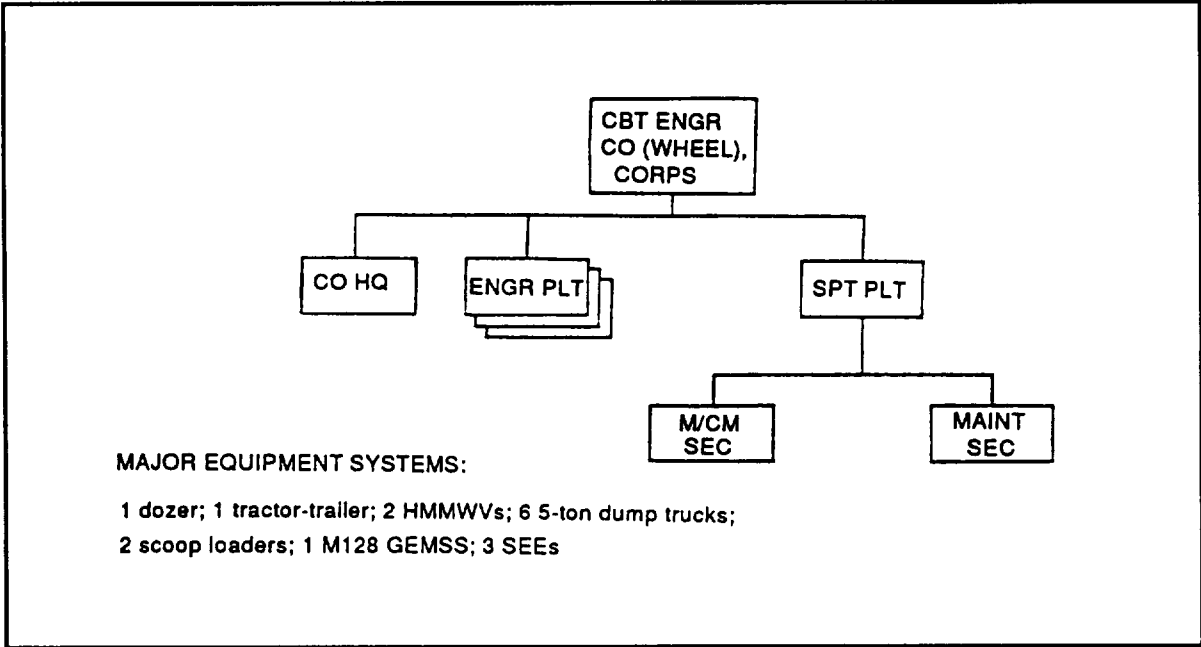 CBT ENGR
CO (WHEEL),
CORPS
CO HQ
ENGR PLT
SPT PLT
M/CM
SEC
MAINT
SEC
MAJOR EQUIPMENT SYSTEMS:
1 dozer; 1 tractor-trailer; 2 HMMWVs; 6 5-ton dump trucks;
2 scoop loaders; 1 M128 GEMSS; 3 SEEs